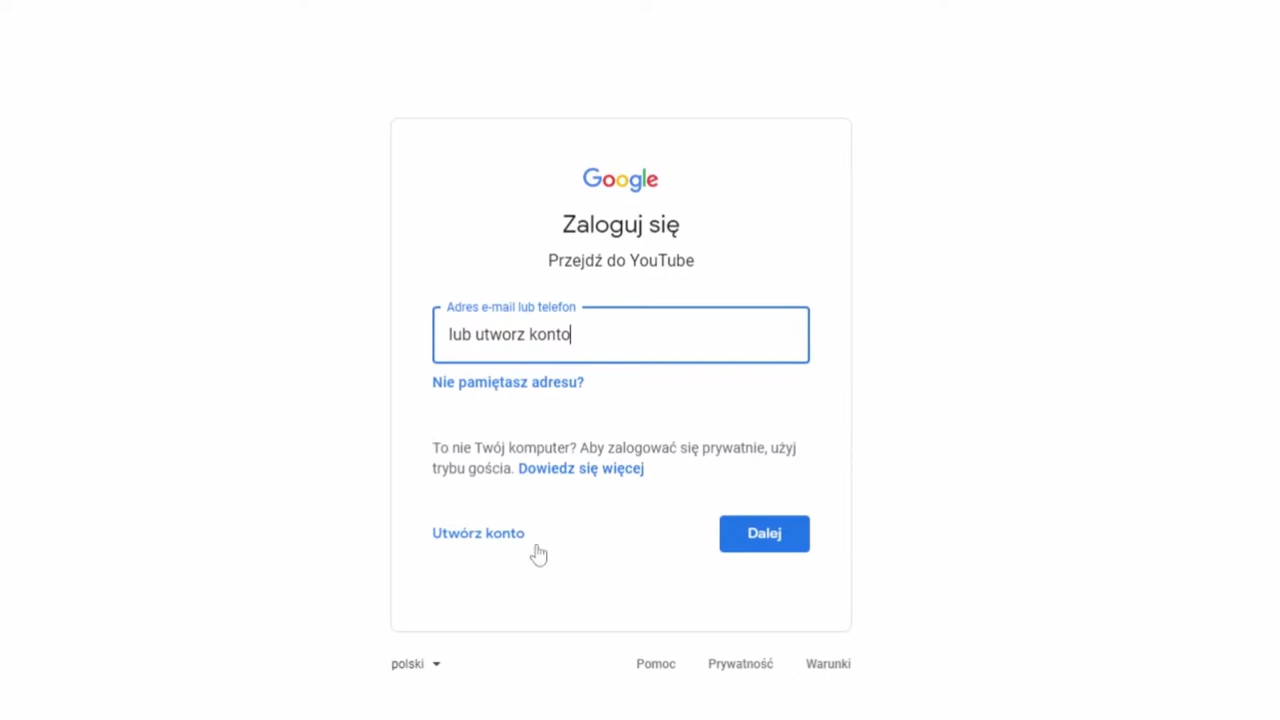 Google
Zaloguj się
Przejdź do YouTube
Adres e-mail lub telefon
lub utworz konto
Nie pamiętasz adresu?
To nie Twój komputer? Aby zalogować się prywatnie, użyj
trybu gościa. Dowiedz się więcej
Utwórz konto
Dalej
polski
Pomoc
Prywatność
Warunki